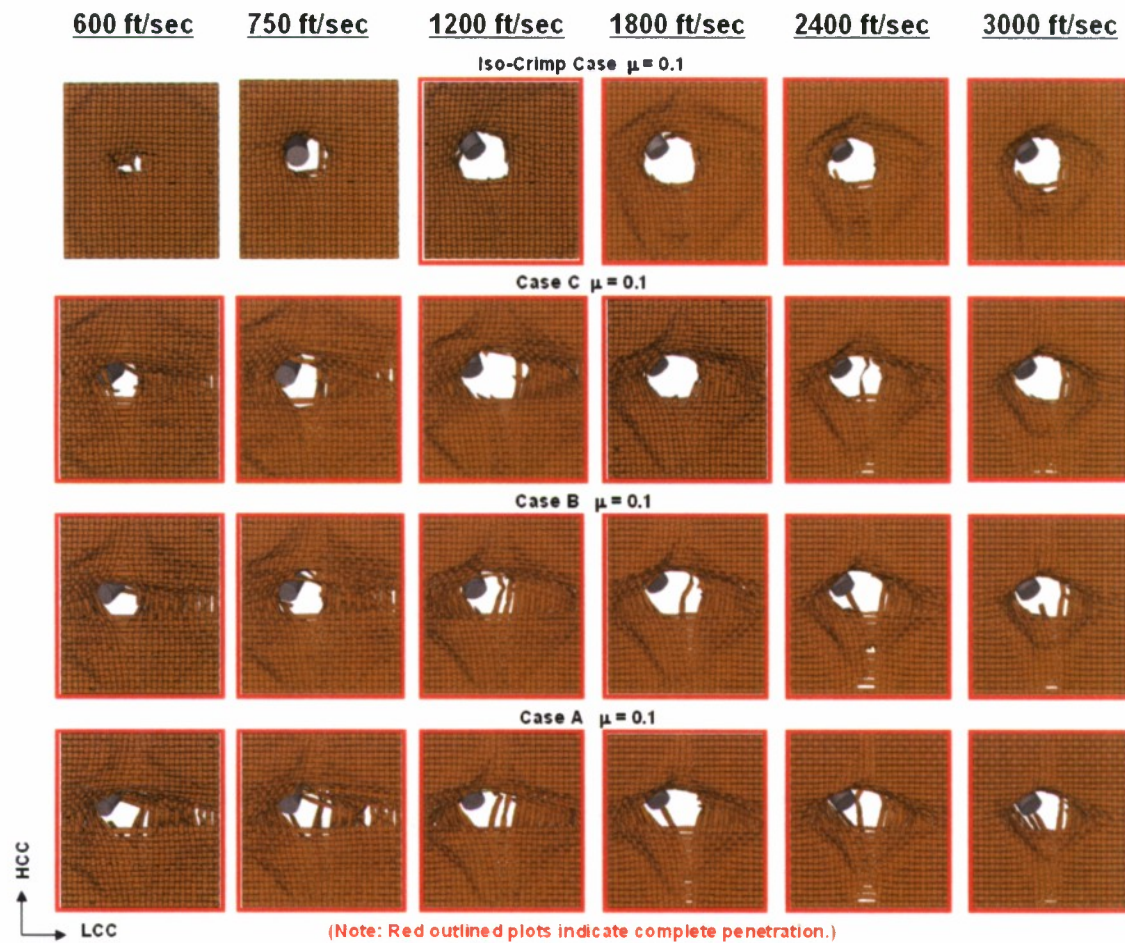 600 ft/sec 750 ft/sec 1200 ft/sec 1800 ft/sec 2400 ft/sec 3000 ft/sec
Iso-Crimp Case μ = 0.1
Case C μ = 0.1
Case B μ = 0.1
Case A μ = 0.1
HCC
LCC
(Note: Red outlined plots indicate complete penetration.)